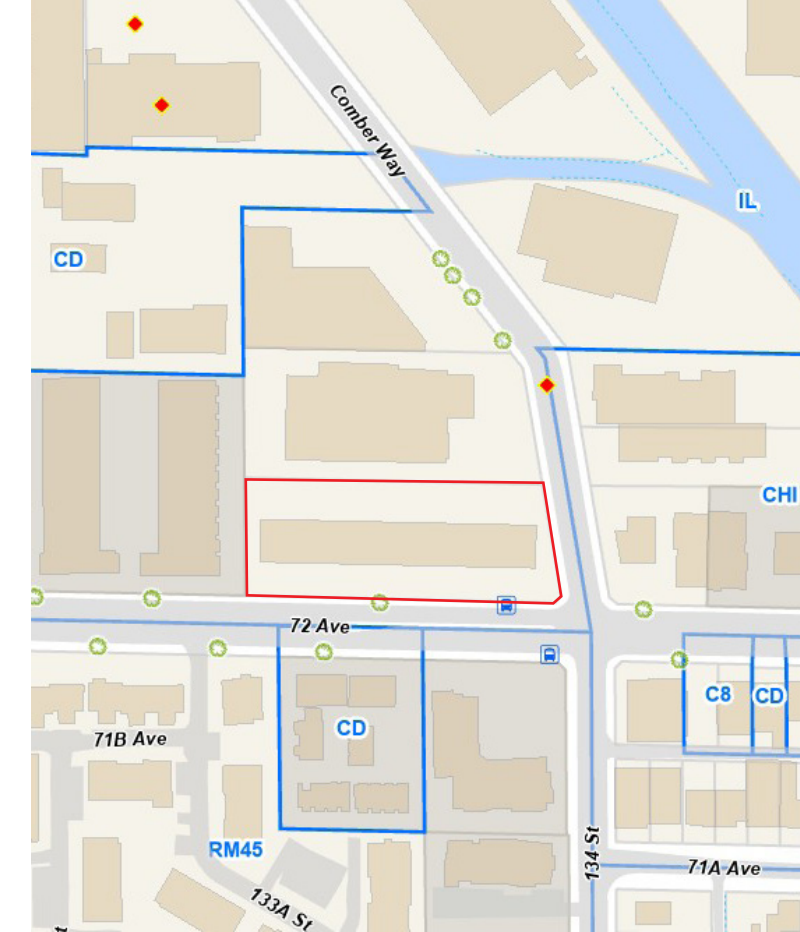 Comber Way
IL
CD
CHI
72 Ave
C8
CD
CD
71B Ave
RM45
134 St
71A Ave
133A St